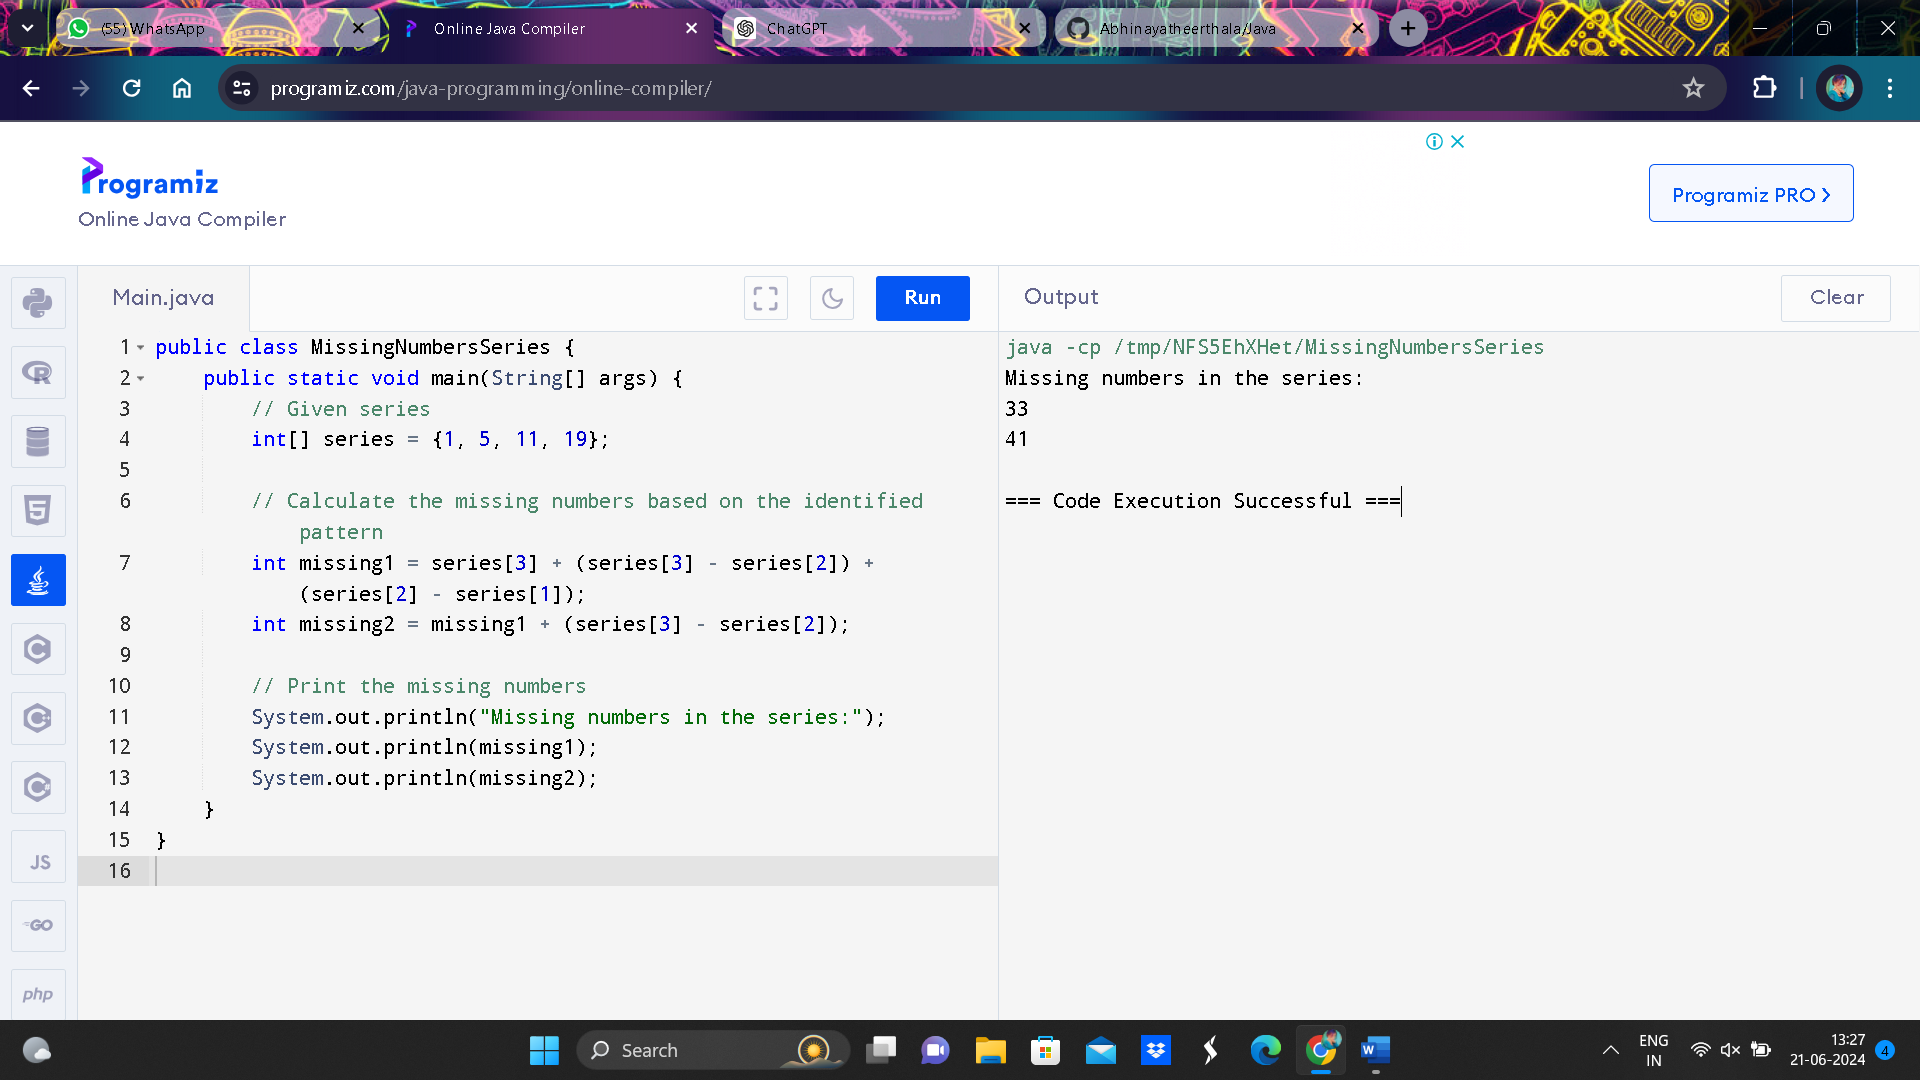 (55) WhatsApp
Online Java Compiler
ChatGPT
Abhinayatheerthala/Java
programiz.com/java-programming/online-compiler/
Programiz
Online Java Compiler
Programiz PRO
Main.java
Run
Output
Clear
1 public class MissingNumbersSeries {
2 public static void main(String[] args) {
3 // Given series
4 int[] series = {1, 5, 11, 19};
5
6 // Calculate the missing numbers based on the identified
pattern
7 int missing1 = series[3] + (series[3] - series[2]) +
(series[2] - series[1]);
8 int missing2 = missing1 + (series[3] - series[2]);
9
10 // Print the missing numbers
11 System.out.println("Missing numbers in the series:");
12 System.out.println(missing1);
13 System.out.println(missing2);
14 }
15 }
16
java -cp /tmp/NFS5EhXHet/MissingNumbersSeries
Missing numbers in the series:
33
41
=== Code Execution Successful ===
R
5
C
C
C
JS
GO
php
Search
W
ENG
IN
13:27
21-06-2024
4